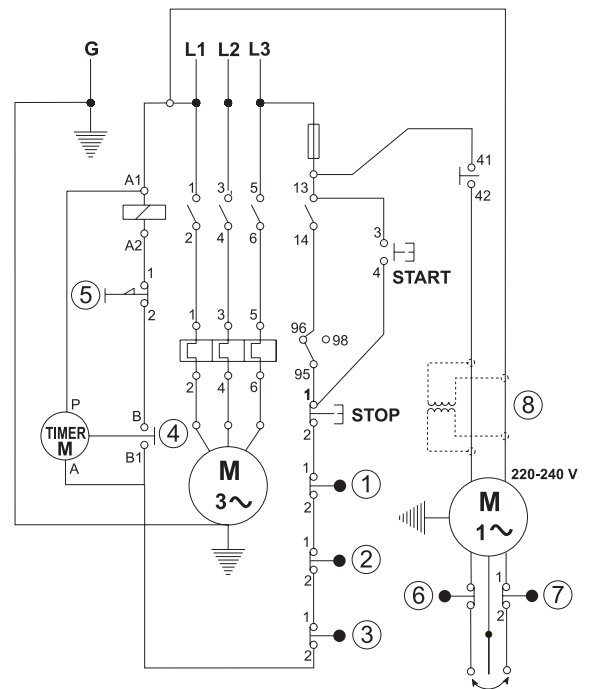 G L1 L2 L3
41
A1 1 3 5 13 42
A2 2 4 6 14 3
4
START
5 1
2
1 3 5 96 98
2 4 6 95
1
STOP
2
8
P B 4
TIMER
M
A B1
M
3~
220-240 V
M
1~
1 1
2
1 2
2
6 1 7
2
1 3
2